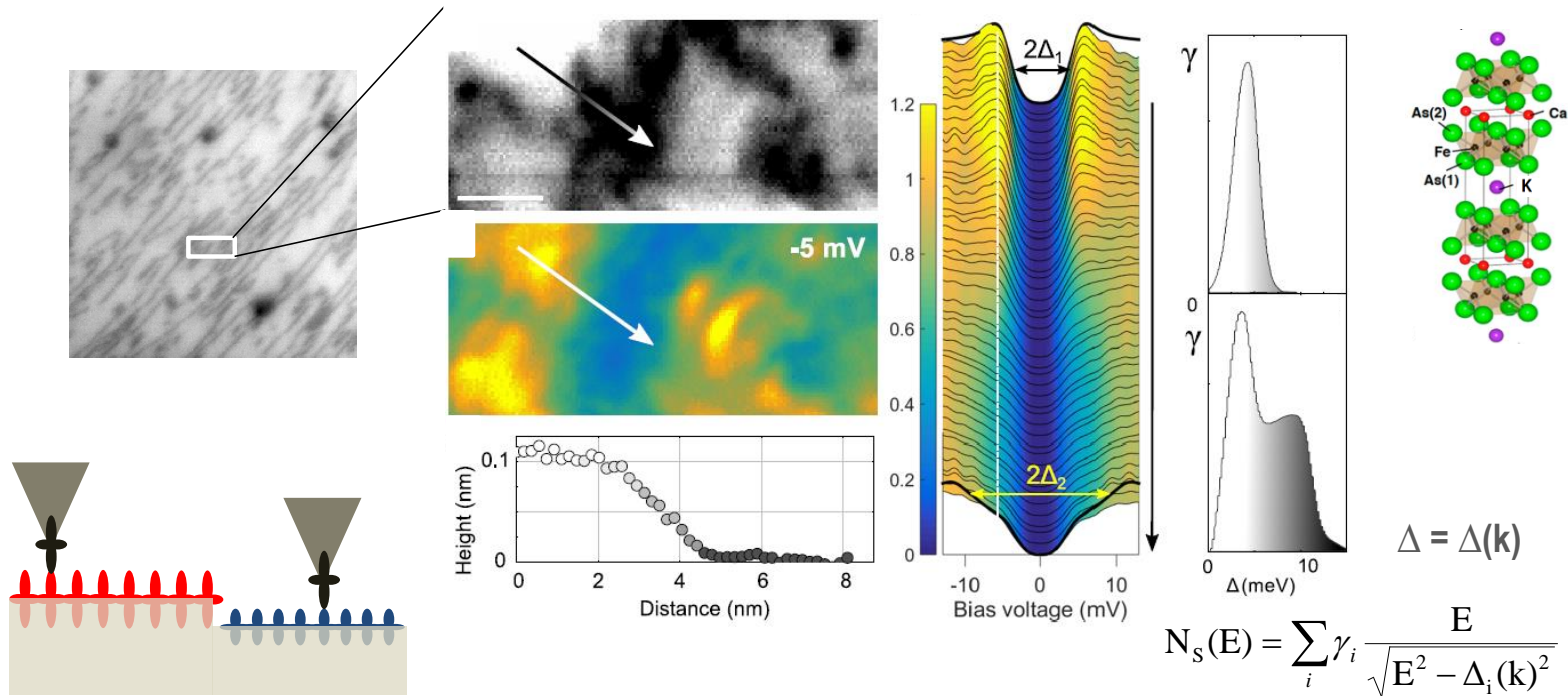 -5 mV
Height (nm)
0.1
0
0 2 4 6 8
Distance (nm)
1.2
1
0.8
0.6
0.4
0.2
0
2Δ₁
2Δ₂
-10 0 10
Bias voltage (mV)
γ
0
γ
0 10
Δ(meV)
As(2)
Ca
Fe
As(1)
K
Δ = Δ(k)
N_S(E) = ∑_i γ_i E / √(E² − Δ_i(k)²)